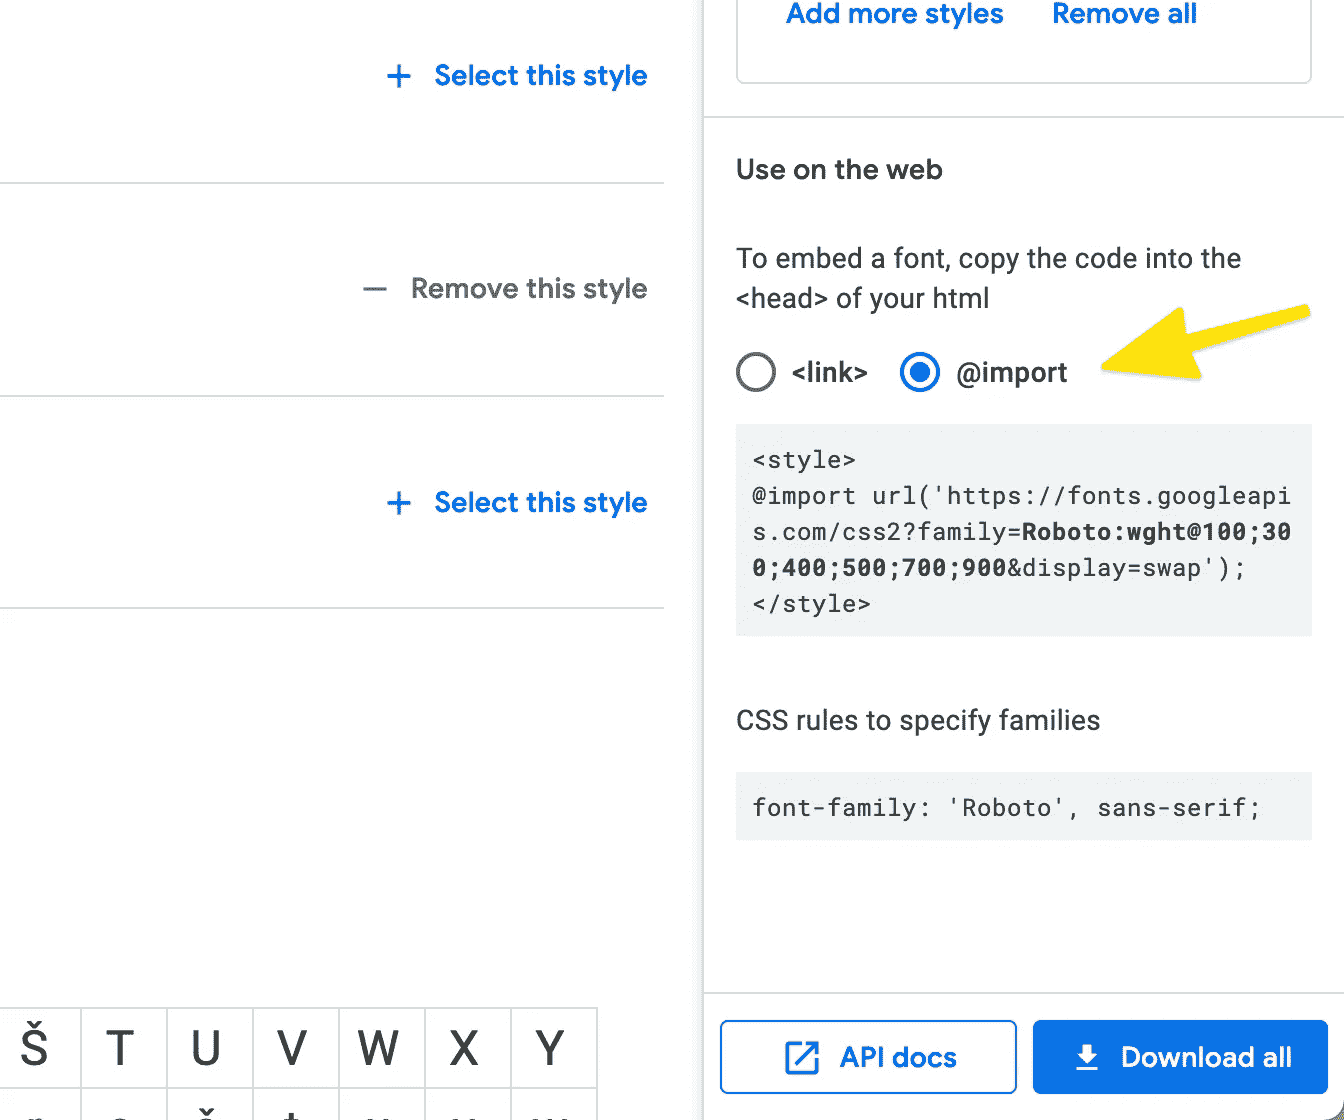 Add more styles Remove all
+ Select this style
Use on the web
To embed a font, copy the code into the
<head> of your html
— Remove this style
<link> @import
<style>
@import url('https://fonts.googleapi
s.com/css2?family=Roboto:wght@100;30
0;400;500;700;900&display=swap');
</style>
+ Select this style
CSS rules to specify families
font-family: 'Roboto', sans-serif;
Š T U V W X Y
API docs Download all